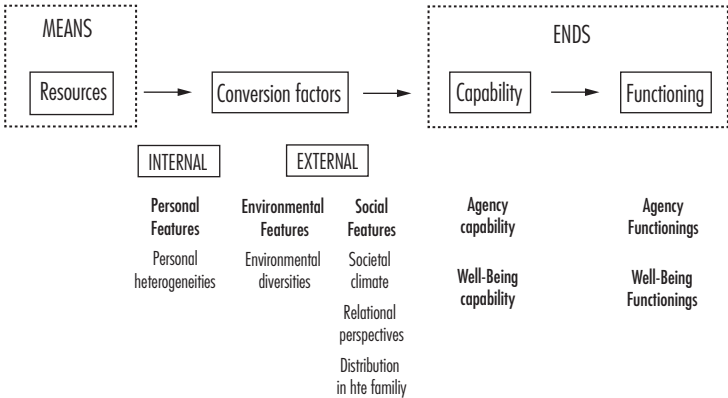 MEANS
ENDS
Resources
Conversion factors
Capability
Functioning
INTERNAL
EXTERNAL
Personal
Features
Personal
heterogeneities
Environmental
Features
Environmental
diversities
Social
Features
Societal
climate
Relational
perspectives
Distribution
in hte familiy
Agency
capability
Well-Being
capability
Agency
Functionings
Well-Being
Functionings